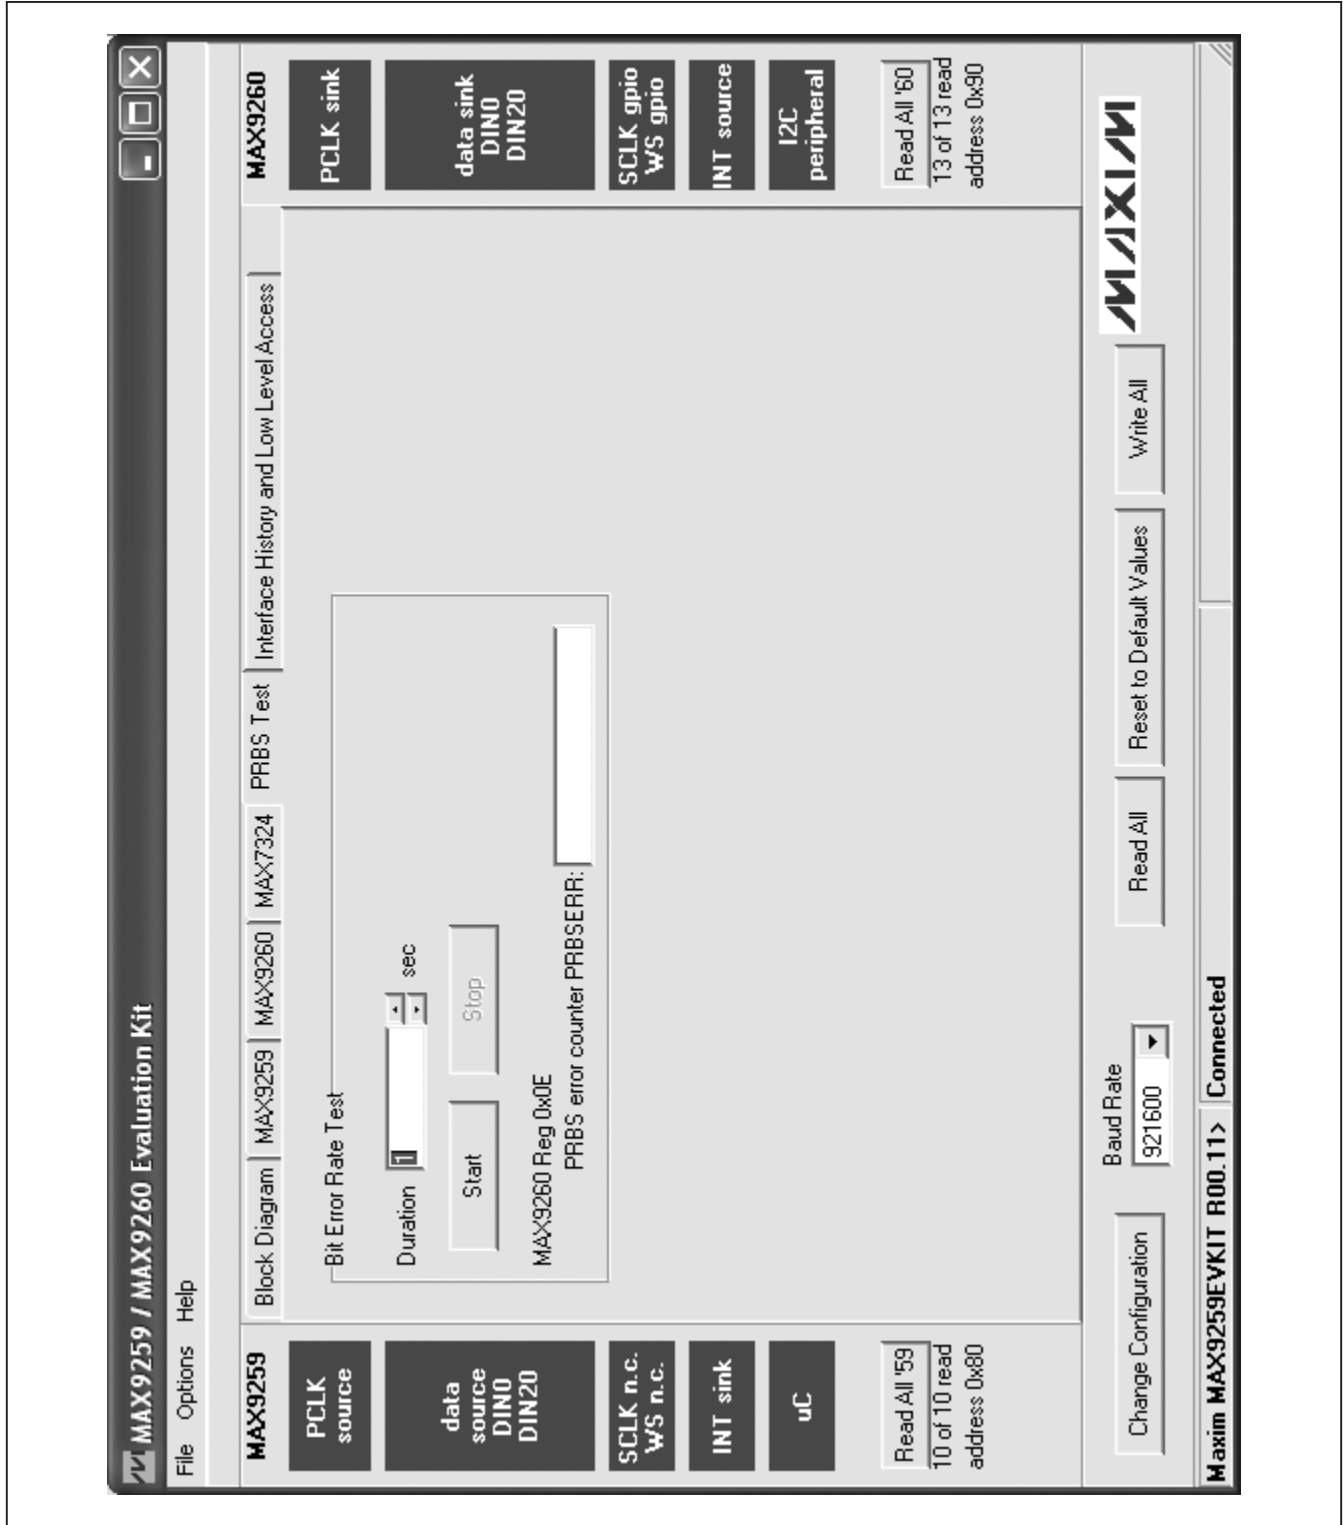 MAX9259 / MAX9260 Evaluation Kit
File Options Help
MAX9259
PCLK
source
data
source
DIN0
DIN20
SCLK n.c.
WS n.c.
INT sink
uC
Read All '59
10 of 10 read
address 0x80
Block Diagram MAX9259 MAX9260 MAX7324 PRBS Test Interface History and Low Level Access
Bit Error Rate Test
Duration 1 sec
Start Stop
MAX9260 Reg 0x0E
PRBS error counter PRBSERR:
MAX9260
PCLK sink
data sink
DIN0
DIN20
SCLK gpio
WS gpio
INT source
I2C
peripheral
Read All '60
13 of 13 read
address 0x90
Change Configuration
Baud Rate
921600
Read All
Reset to Default Values
Write All
MAXIM
Maxim MAX9259EVKIT R00.11> Connected